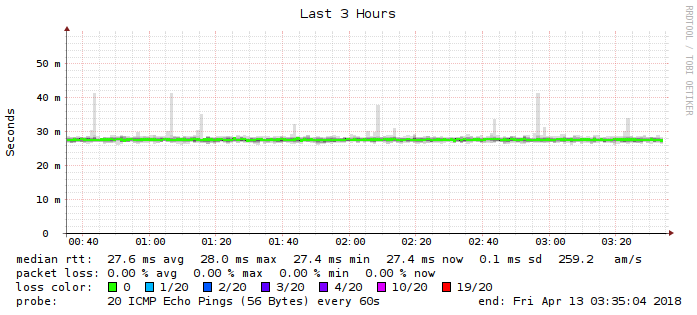 Last 3 Hours
RRDTOOL / TOBI OETIKER
Seconds
50 m
40 m
30 m
20 m
10 m
0
00:40 01:00 01:20 01:40 02:00 02:20 02:40 03:00 03:20
median rtt: 27.6 ms avg 28.0 ms max 27.4 ms min 27.4 ms now 0.1 ms sd 259.2 am/s
packet loss: 0.00 % avg 0.00 % max 0.00 % min 0.00 % now
loss color: 0 1/20 2/20 3/20 4/20 10/20 19/20
probe: 20 ICMP Echo Pings (56 Bytes) every 60s end: Fri Apr 13 03:35:04 2018